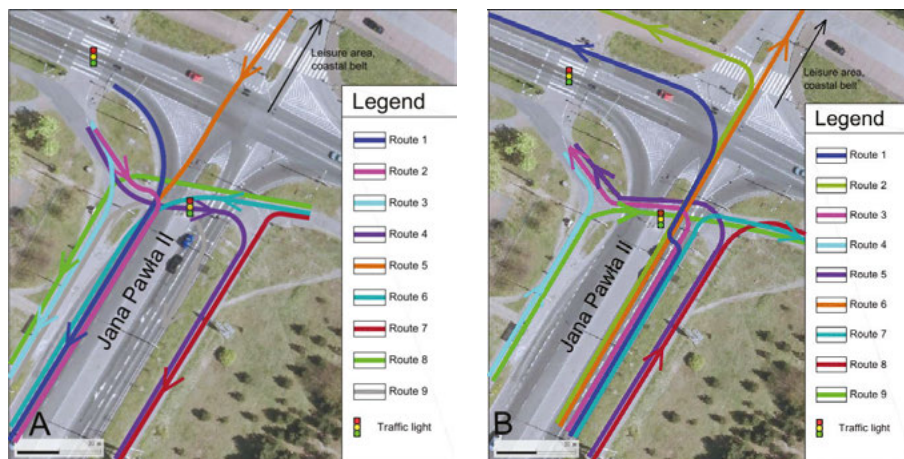 Leisure area,
coastal belt
Legend
Route 1
Route 2
Route 3
Route 4
Route 5
Route 6
Route 7
Route 8
Route 9
Traffic light
Jana Pawła II
A
Leisure area,
coastal belt
Legend
Route 1
Route 2
Route 3
Route 4
Route 5
Route 6
Route 7
Route 8
Route 9
Traffic light
Jana Pawła II
B